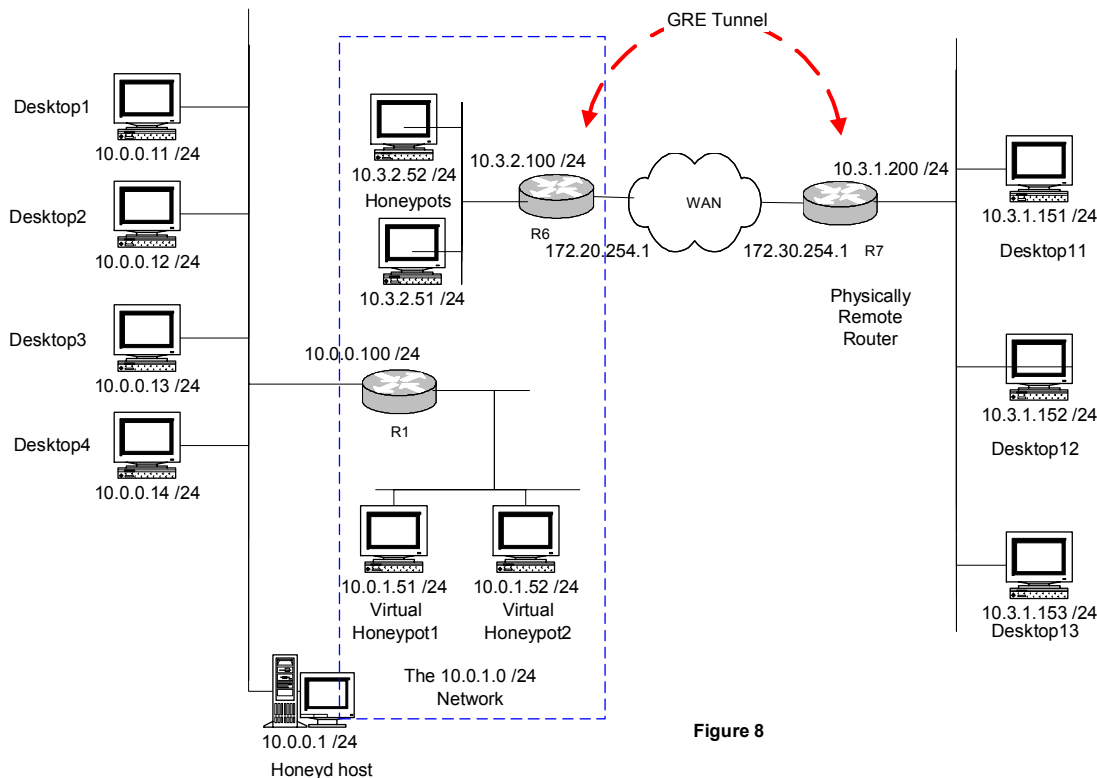 GRE Tunnel
Desktop1
10.0.0.11 /24
Desktop2
10.0.0.12 /24
Desktop3
10.0.0.13 /24
Desktop4
10.0.0.14 /24
10.3.2.52 /24
Honeypots
10.3.2.51 /24
10.3.2.100 /24
R6
172.20.254.1
WAN
172.30.254.1
10.3.1.200 /24
R7
Physically
Remote
Router
10.3.1.151 /24
Desktop11
10.3.1.152 /24
Desktop12
10.3.1.153 /24
Desktop13
10.0.0.100 /24
R1
10.0.1.51 /24
Virtual
Honeypot1
10.0.1.52 /24
Virtual
Honeypot2
The 10.0.1.0 /24
Network
10.0.0.1 /24
Honeyd host
Figure 8